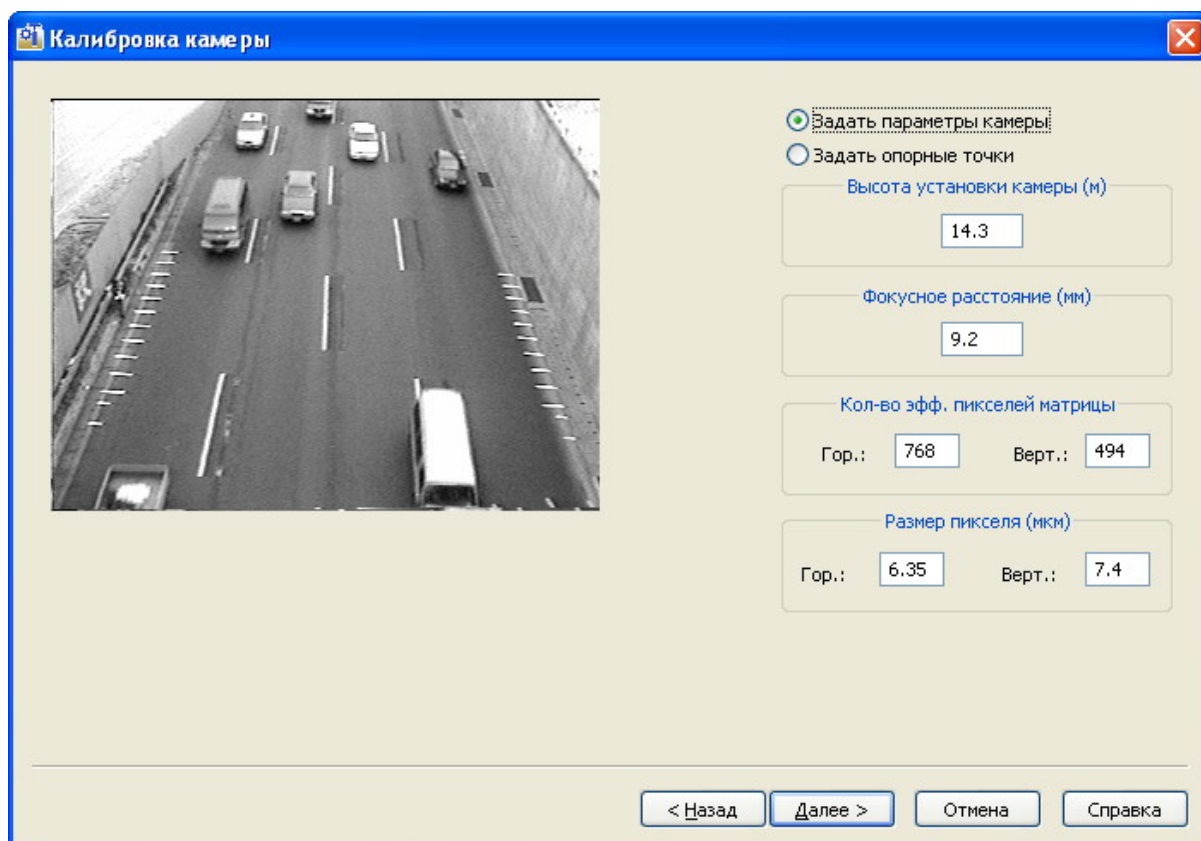 Калибровка камеры
Задать параметры камеры
Задать опорные точки
Высота установки камеры (м)
14.3
Фокусное расстояние (мм)
9.2
Кол-во эфф. пикселей матрицы
Гор.: 768 Верт.: 494
Размер пикселя (мкм)
Гор.: 6.35 Верт.: 7.4
< Назад Далее > Отмена Справка